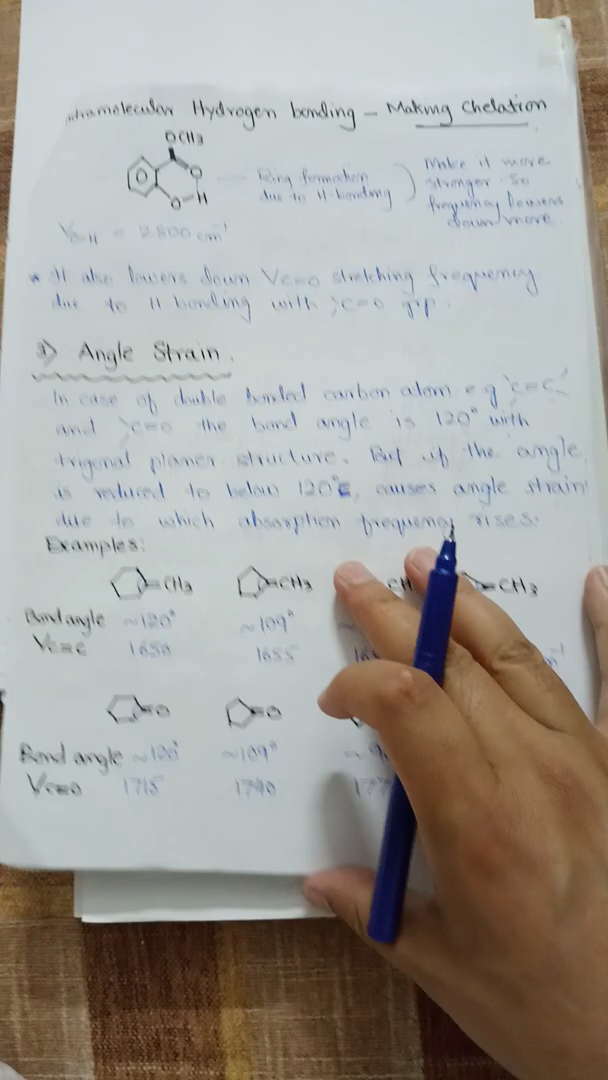 Hydrogen bonding – Making Chelation
OCH3
O
O H
Ring formation
due to H-bonding
Make it more
stronger so
frequency lowers
down more.
= 2800 cm⁻¹
* It also lowers down Vc=o stretching frequency
due to H bonding with >c=o grp.
3) Angle Strain.
In case of double bonded carbon atom e.g >c=c<
and >c=o the bond angle is 120° with
trigonal planer structure. But if the angle
is reduced to below 120°, causes angle strain
due to which absorption frequency rises.
Examples:
=CH3 =CH3 CH =CH3
Bond angle ~120° ~109°
Vc=c 1650 1655
=O =O
Bond angle ~120° ~109°
Vc=o 1715 1740